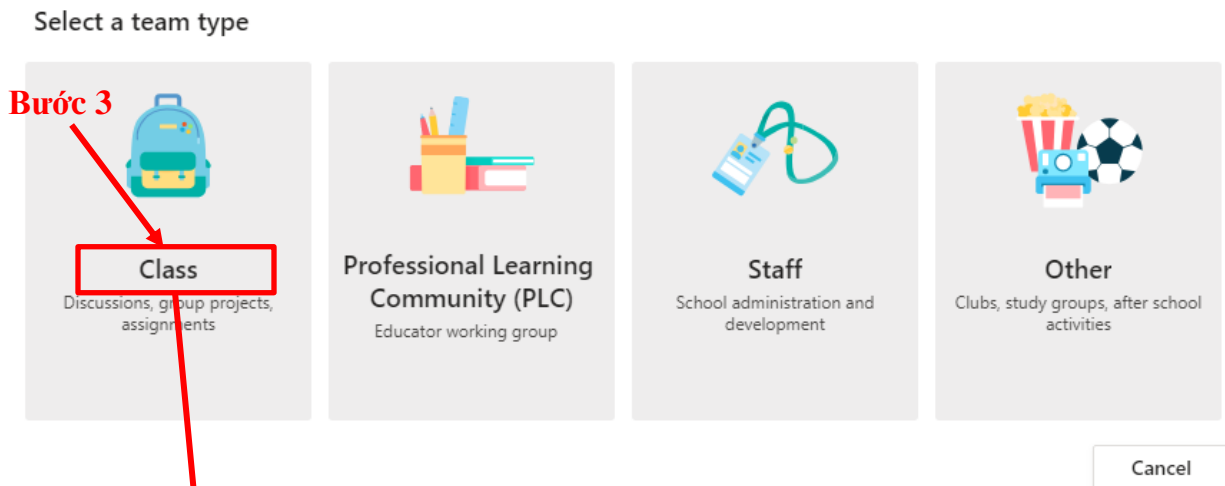 Select a team type
Bước 3
Class
Discussions, group projects,
assignments
Professional Learning
Community (PLC)
Educator working group
Staff
School administration and
development
Other
Clubs, study groups, after school
activities
Cancel